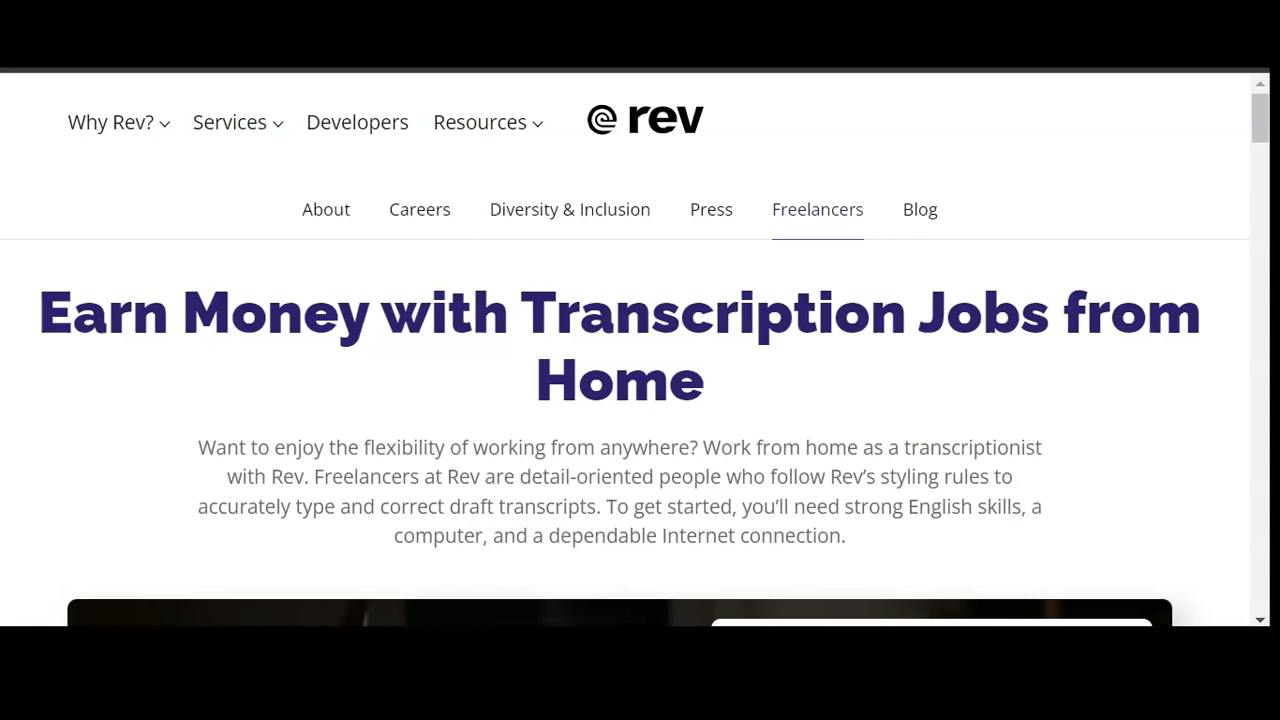 Why Rev? Services Developers Resources rev
About Careers Diversity & Inclusion Press Freelancers Blog
Earn Money with Transcription Jobs from
Home
Want to enjoy the flexibility of working from anywhere? Work from home as a transcriptionist
with Rev. Freelancers at Rev are detail-oriented people who follow Rev’s styling rules to
accurately type and correct draft transcripts. To get started, you’ll need strong English skills, a
computer, and a dependable Internet connection.